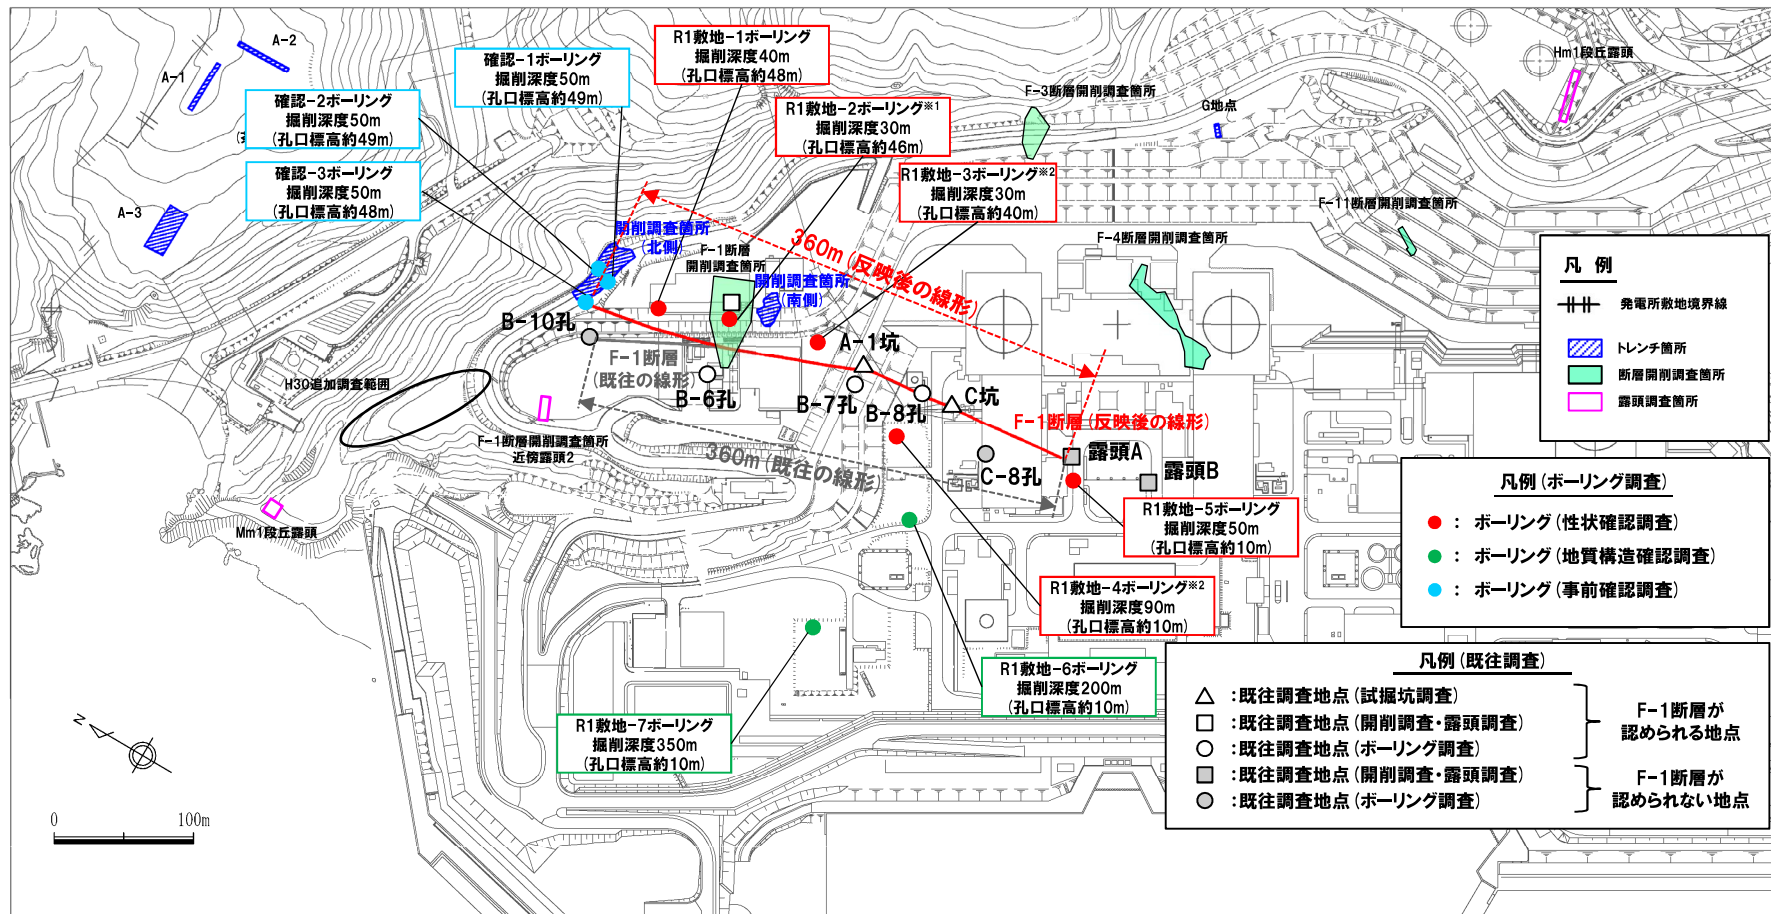 A-2
A-1
A-3
確認-1ボーリング
掘削深度50m
(孔口標高約49m)
R1敷地-1ボーリング
掘削深度40m
(孔口標高約48m)
確認-2ボーリング
掘削深度50m
(孔口標高約49m)
R1敷地-2ボーリング※1
掘削深度30m
(孔口標高約46m)
確認-3ボーリング
掘削深度50m
(孔口標高約48m)
R1敷地-3ボーリング※2
掘削深度30m
(孔口標高約40m)
F-3断層開削調査箇所
G地点
Hm1段丘露頭
F-11断層開削調査箇所
F-4断層開削調査箇所
開削調査箇所
(北側)
F-1断層
開削調査箇所
開削調査箇所
(南側)
360m(反映後の線形)
B-10孔
F-1断層
(既往の線形)
B-6孔
A-1坑
B-7孔
B-8孔
C坑
F-1断層(反映後の線形)
H30追加調査範囲
F-1断層開削調査箇所
近傍露頭2
360m(既往の線形)
C-8孔
露頭A
露頭B
Mm1段丘露頭
R1敷地-5ボーリング
掘削深度50m
(孔口標高約10m)
R1敷地-4ボーリング※2
掘削深度90m
(孔口標高約10m)
R1敷地-6ボーリング
掘削深度200m
(孔口標高約10m)
R1敷地-7ボーリング
掘削深度350m
(孔口標高約10m)
N
0 100m
凡 例
発電所敷地境界線
トレンチ箇所
断層開削調査箇所
露頭調査箇所
凡例(ボーリング調査)
: ボーリング(性状確認調査)
: ボーリング(地質構造確認調査)
: ボーリング(事前確認調査)
凡例(既往調査)
:既往調査地点(試掘坑調査)
:既往調査地点(開削調査・露頭調査)
:既往調査地点(ボーリング調査)
F-1断層が
認められる地点
:既往調査地点(開削調査・露頭調査)
:既往調査地点(ボーリング調査)
F-1断層が
認められない地点